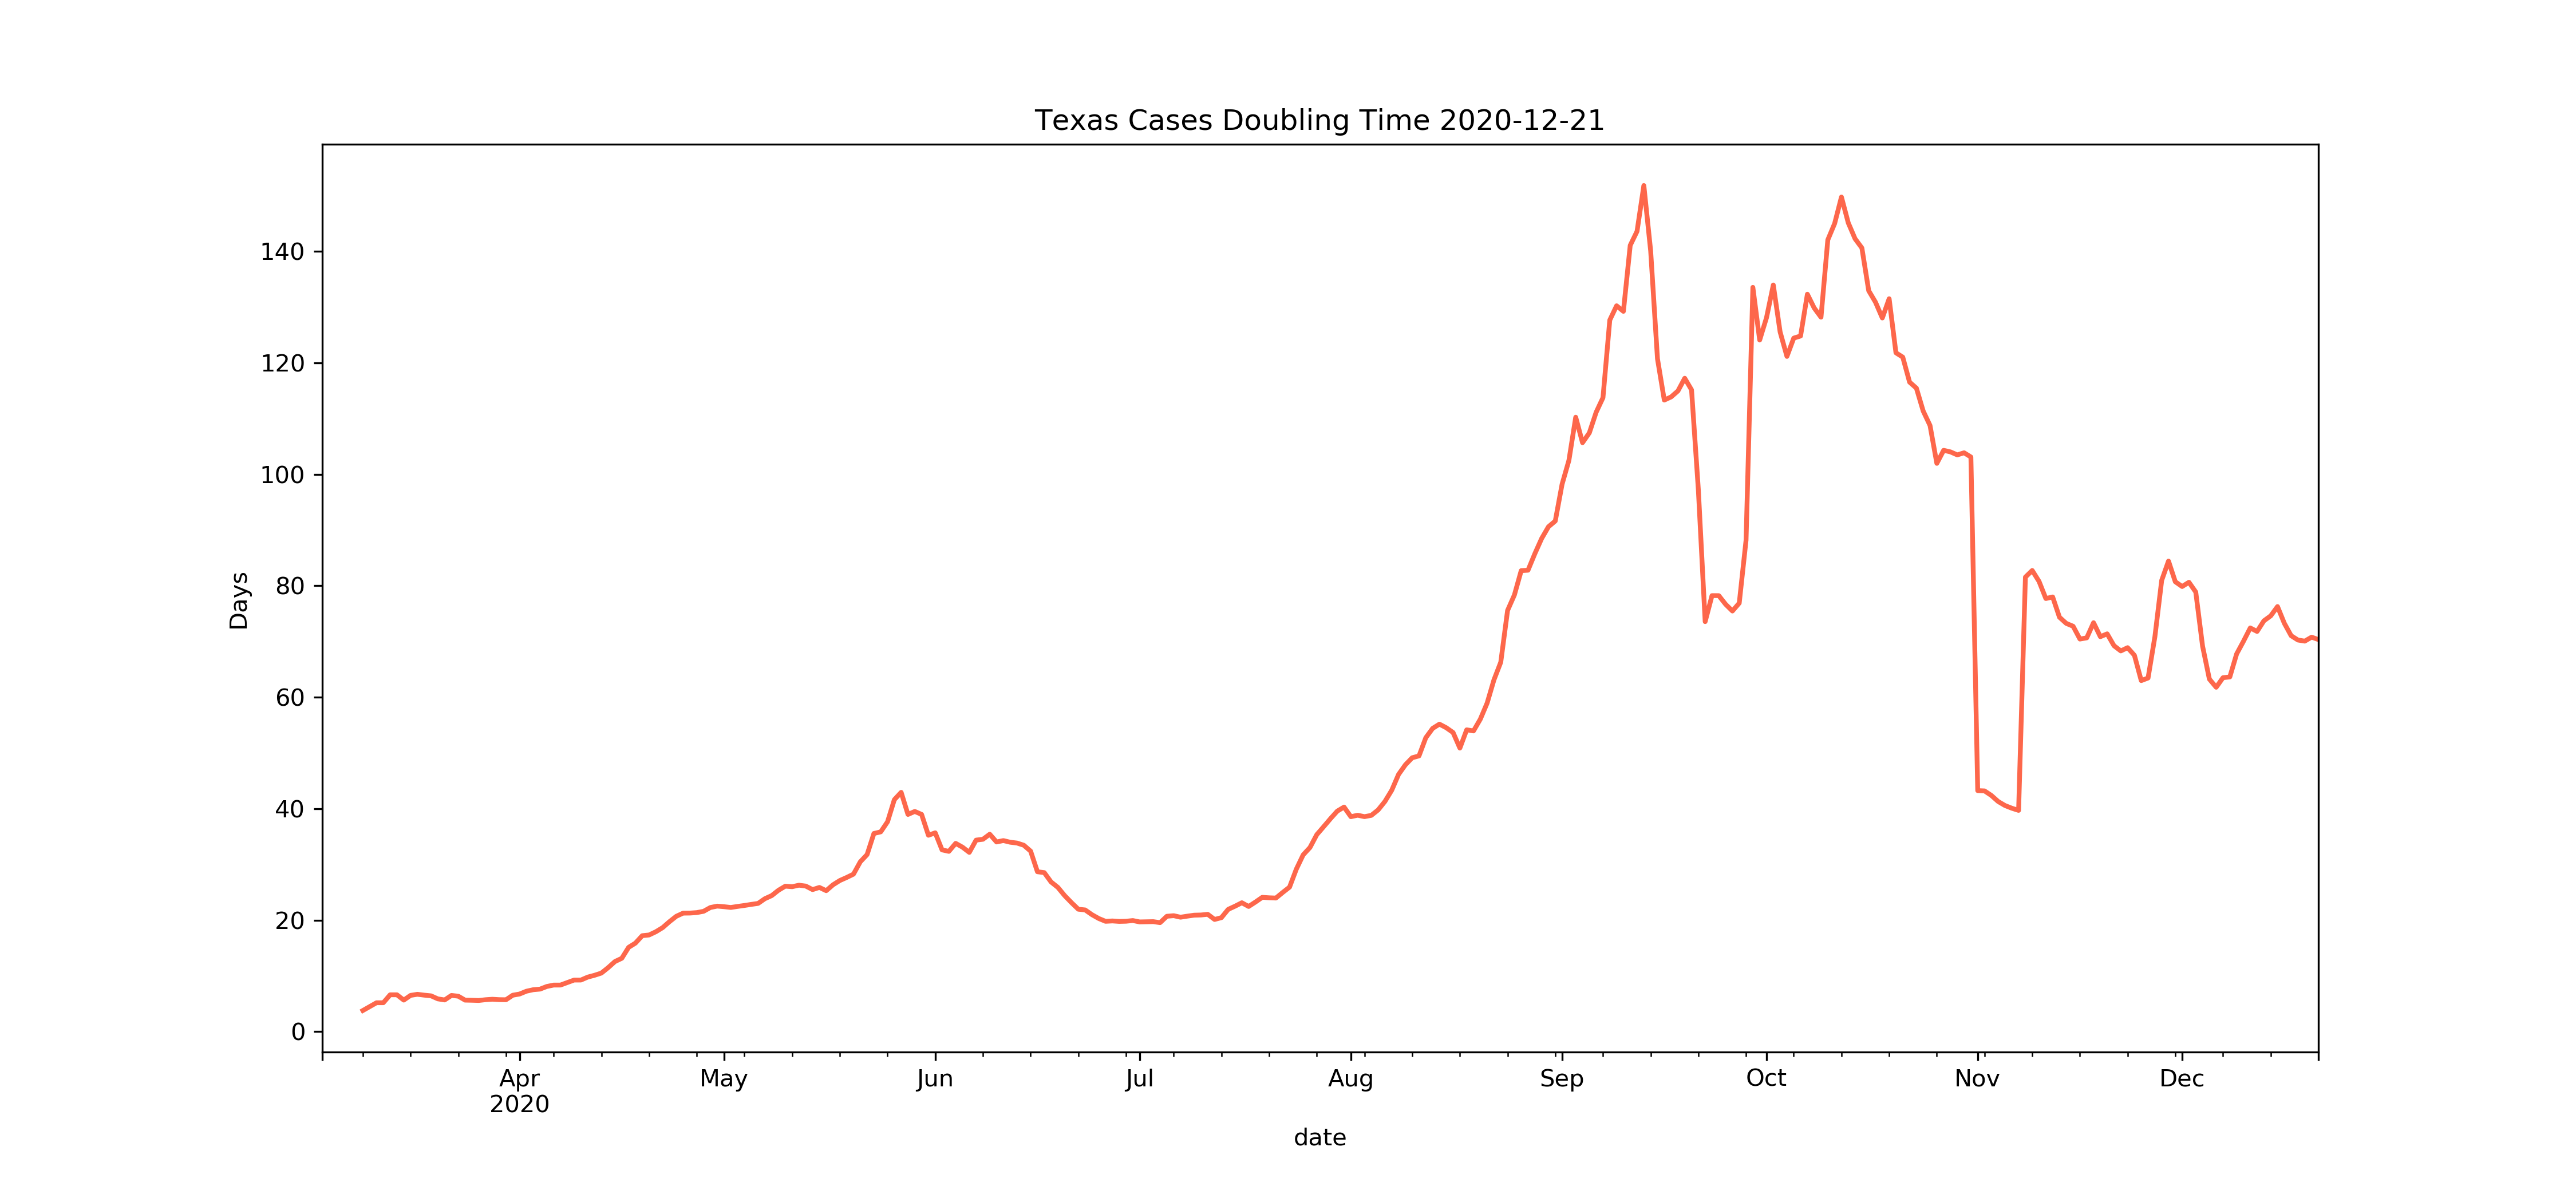 Texas Cases Doubling Time 2020-12-21
Days
140
120
100
80
60
40
20
0
Apr May Jun Jul Aug Sep Oct Nov Dec
2020
date